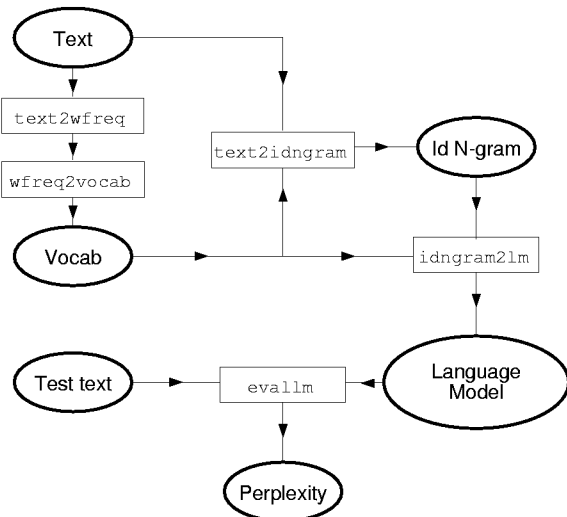 Text
text2wfreq
text2idngram
Id N-gram
wfreq2vocab
Vocab
idngram2lm
Test text
evallm
Language
Model
Perplexity